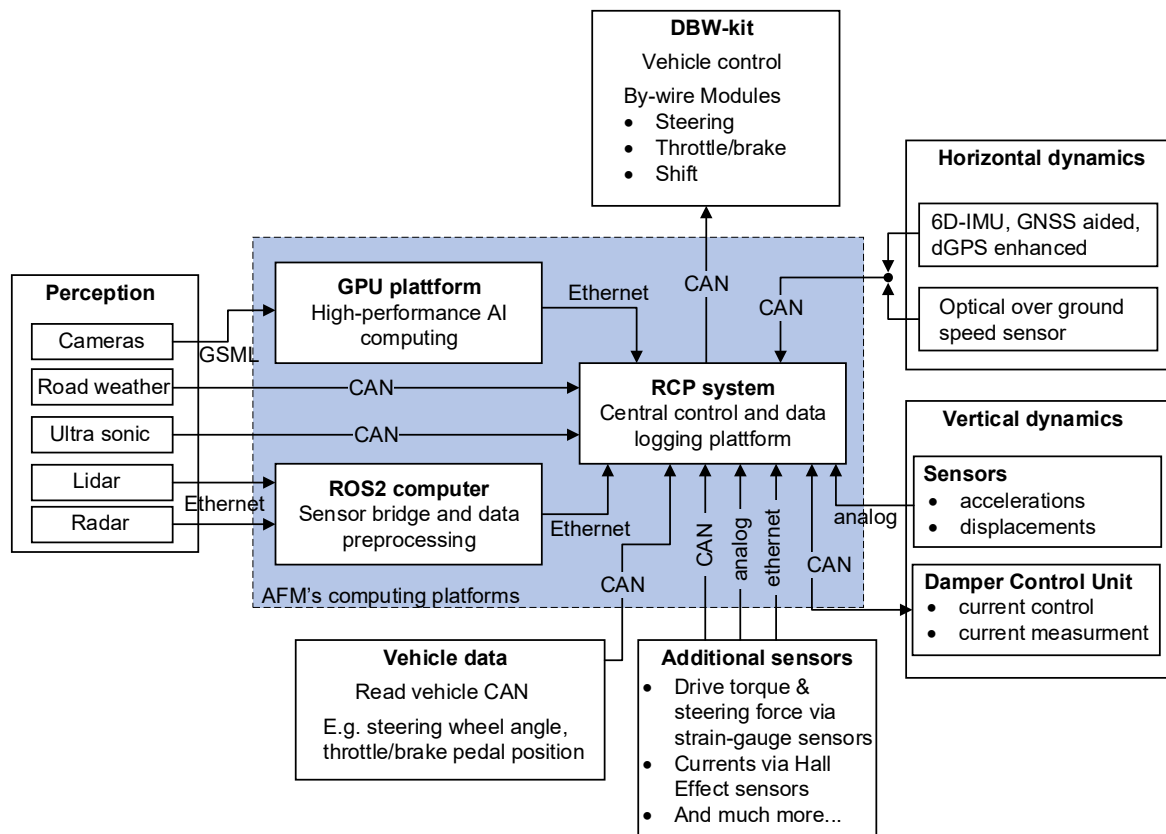 DBW-kit
Vehicle control
By-wire Modules
• Steering
• Throttle/brake
• Shift
Horizontal dynamics
6D-IMU, GNSS aided,
dGPS enhanced
Optical over ground
speed sensor
CAN
CAN
Perception
Cameras
Road weather
Ultra sonic
Lidar
Radar
GSML
CAN
CAN
Ethernet
GPU plattform
High-performance AI
computing
Ethernet
RCP system
Central control and data
logging plattform
ROS2 computer
Sensor bridge and data
preprocessing
Ethernet
AFM's computing platforms
CAN
CAN
analog
ethernet
CAN
analog
Vertical dynamics
Sensors
• accelerations
• displacements
Damper Control Unit
• current control
• current measurment
Vehicle data
Read vehicle CAN
E.g. steering wheel angle,
throttle/brake pedal position
Additional sensors
• Drive torque &
steering force via
strain-gauge sensors
• Currents via Hall
Effect sensors
• And much more...